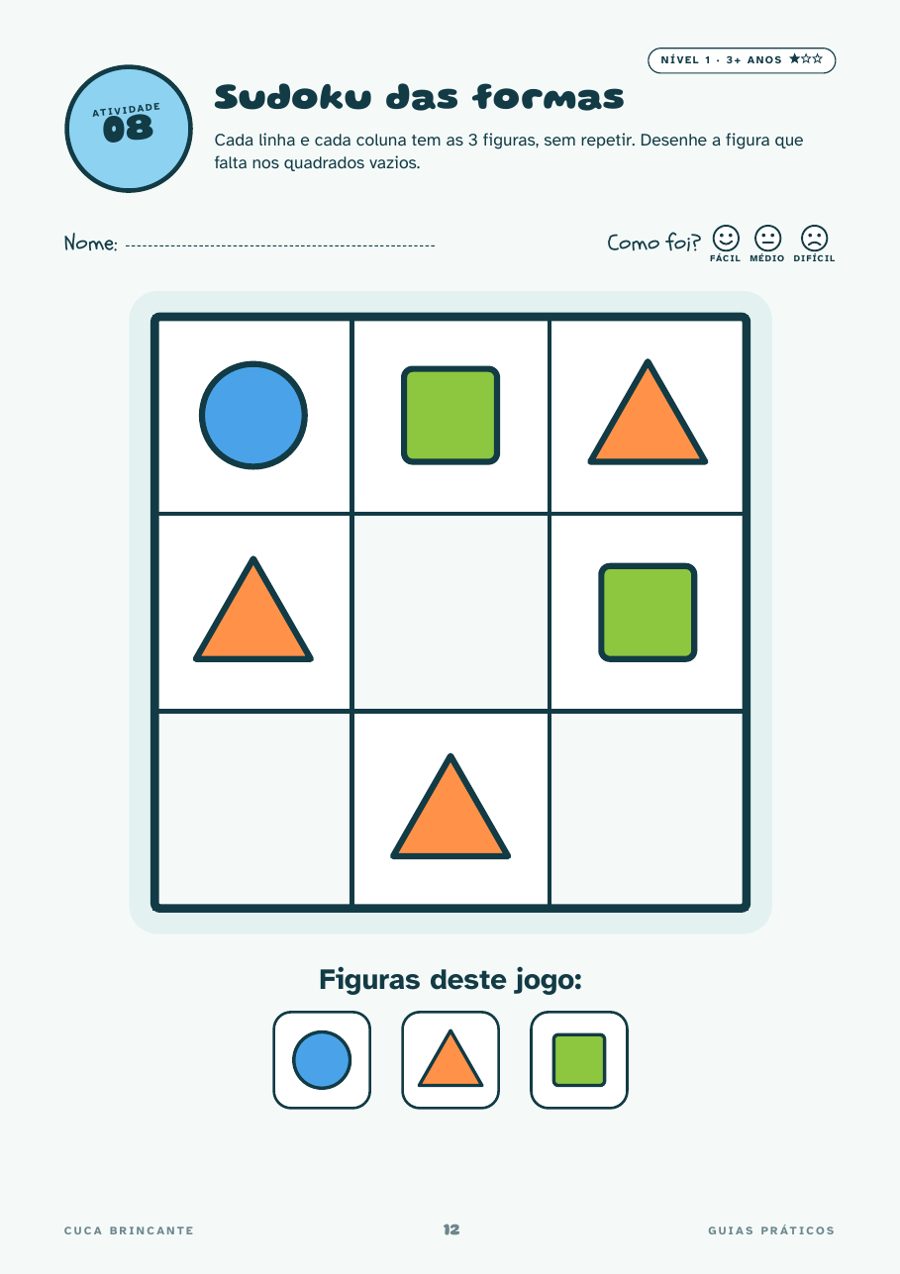 NÍVEL 1 · 3+ ANOS ★☆☆
ATIVIDADE
08
Sudoku das formas
Cada linha e cada coluna tem as 3 figuras, sem repetir. Desenhe a figura que
falta nos quadrados vazios.
Nome:
Como foi?
FÁCIL MÉDIO DIFÍCIL
Figuras deste jogo:
CUCA BRINCANTE 12 GUIAS PRÁTICOS